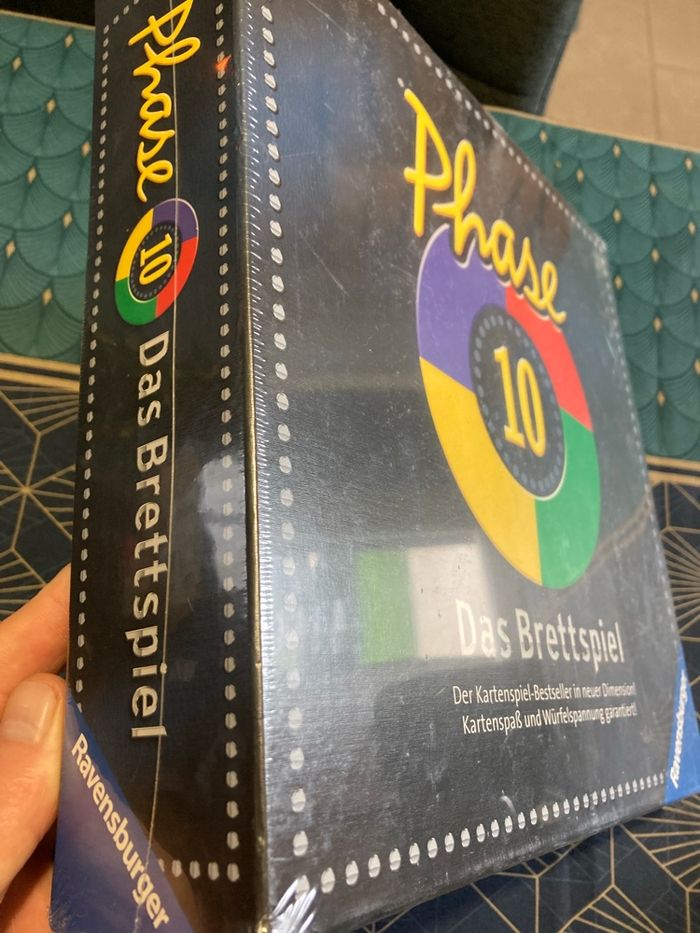 Phase
10
Das Brettspiel
Ravensburger
Phase
10
Das Brettspiel
Der Kartenspiel-Bestseller in neuer Dimension!
Kartenspaß und Würfelspannung garantiert!
Ravensburger